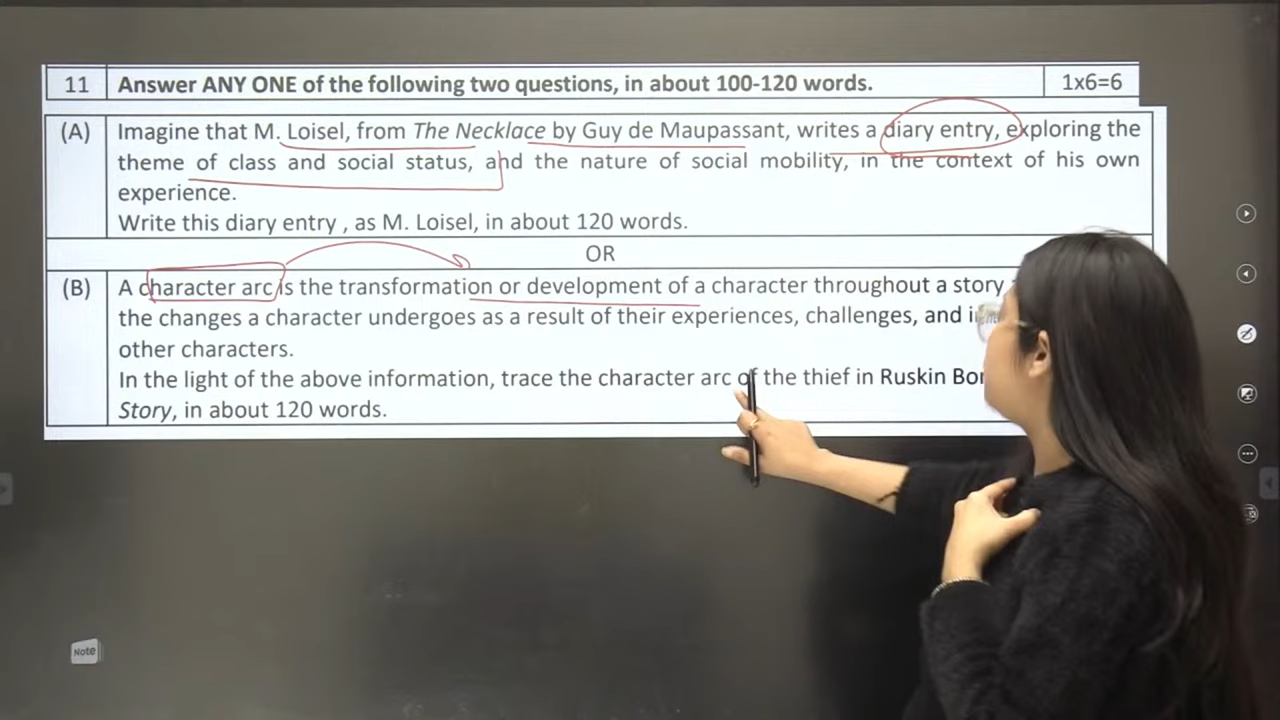 11 Answer ANY ONE of the following two questions, in about 100-120 words. 1x6=6
(A) Imagine that M. Loisel, from The Necklace by Guy de Maupassant, writes a diary entry, exploring the
theme of class and social status, and the nature of social mobility, in the context of his own
experience.
Write this diary entry , as M. Loisel, in about 120 words.
OR
(B) A character arc is the transformation or development of a character throughout a story
the changes a character undergoes as a result of their experiences, challenges, and
other characters.
In the light of the above information, trace the character arc of the thief in Ruskin
Story, in about 120 words.
Note